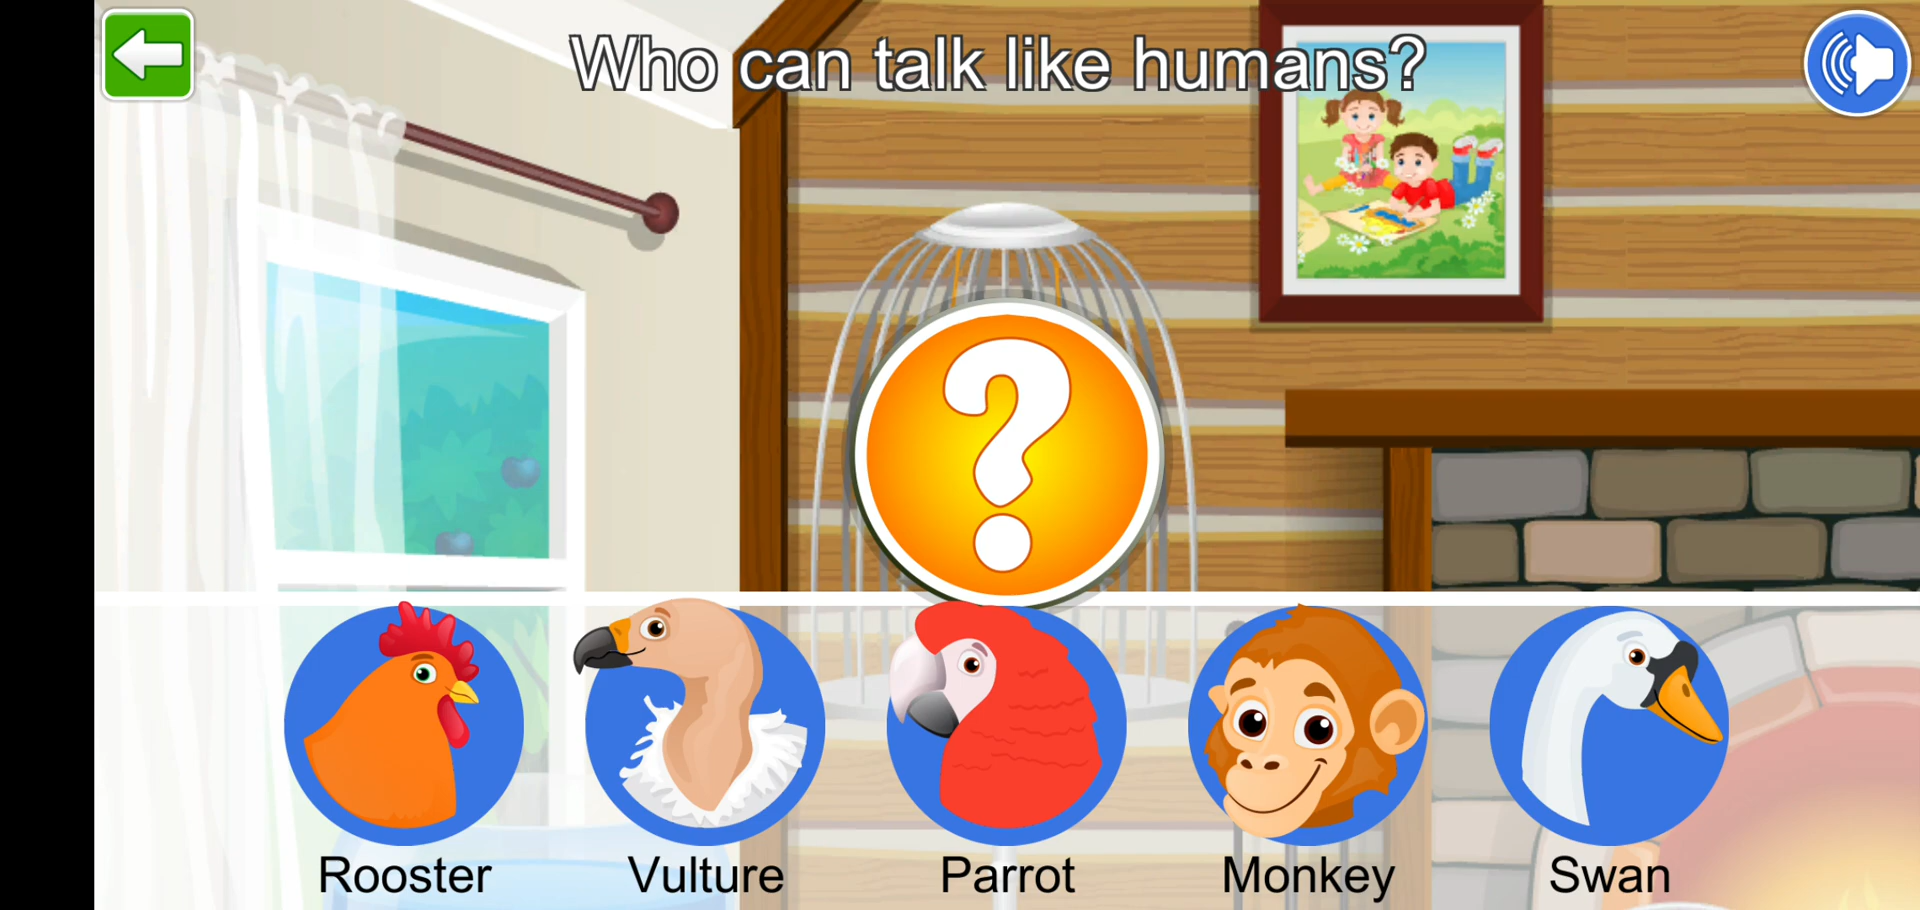 Who can talk like humans?
?
Rooster
Vulture
Parrot
Monkey
Swan